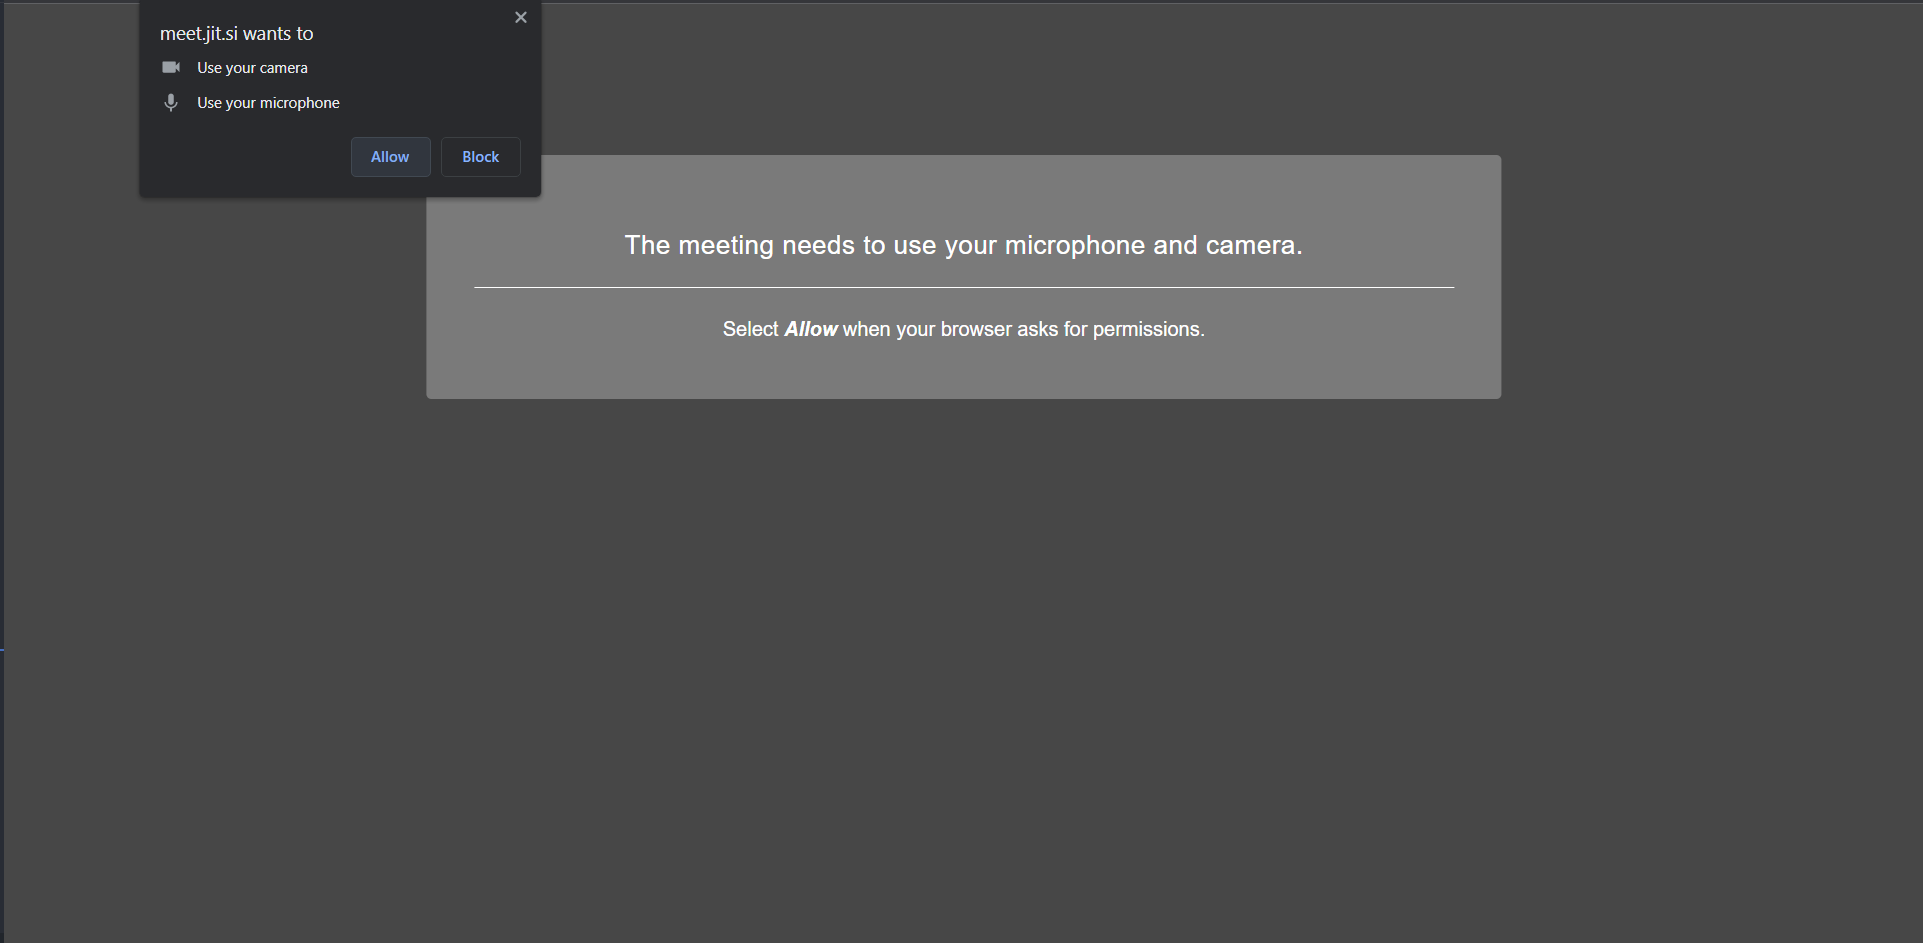 meet.jit.si wants to
Use your camera
Use your microphone
Allow
Block
The meeting needs to use your microphone and camera.
Select Allow when your browser asks for permissions.